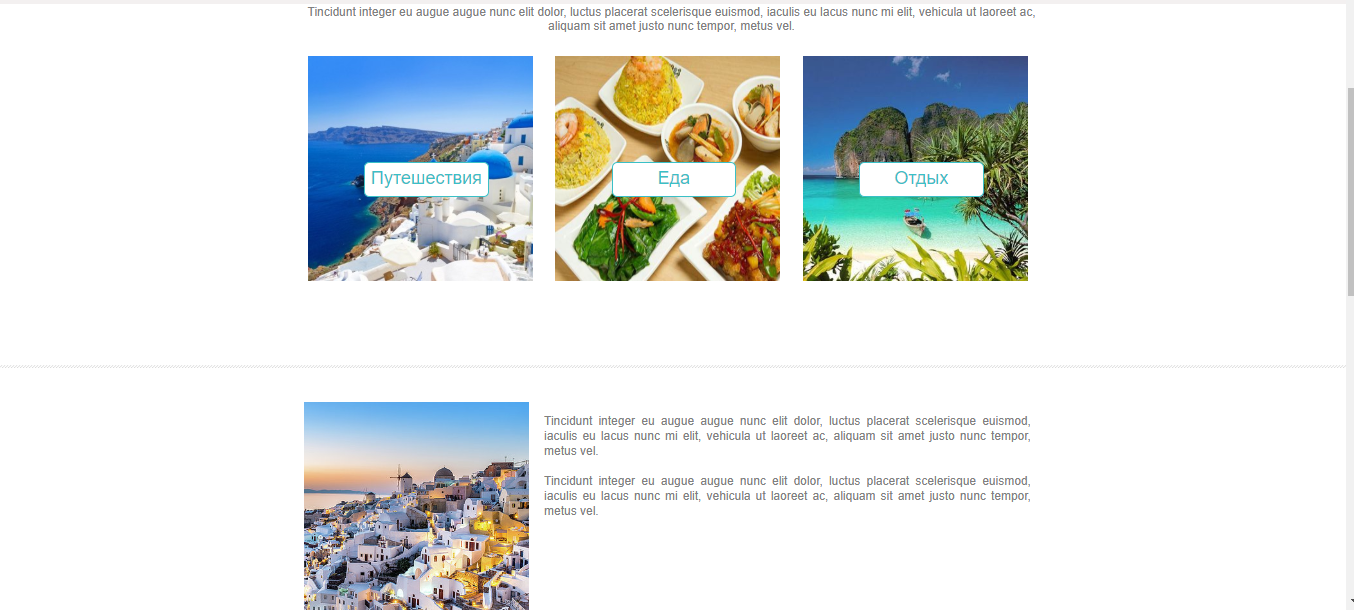 Tincidunt integer eu augue augue nunc elit dolor, luctus placerat scelerisque euismod, iaculis eu lacus nunc mi elit, vehicula ut laoreet ac,
aliquam sit amet justo nunc tempor, metus vel.
Путешествия
Еда
Отдых
Tincidunt integer eu augue augue nunc elit dolor, luctus placerat scelerisque euismod,
iaculis eu lacus nunc mi elit, vehicula ut laoreet ac, aliquam sit amet justo nunc tempor,
metus vel.
Tincidunt integer eu augue augue nunc elit dolor, luctus placerat scelerisque euismod,
iaculis eu lacus nunc mi elit, vehicula ut laoreet ac, aliquam sit amet justo nunc tempor,
metus vel.